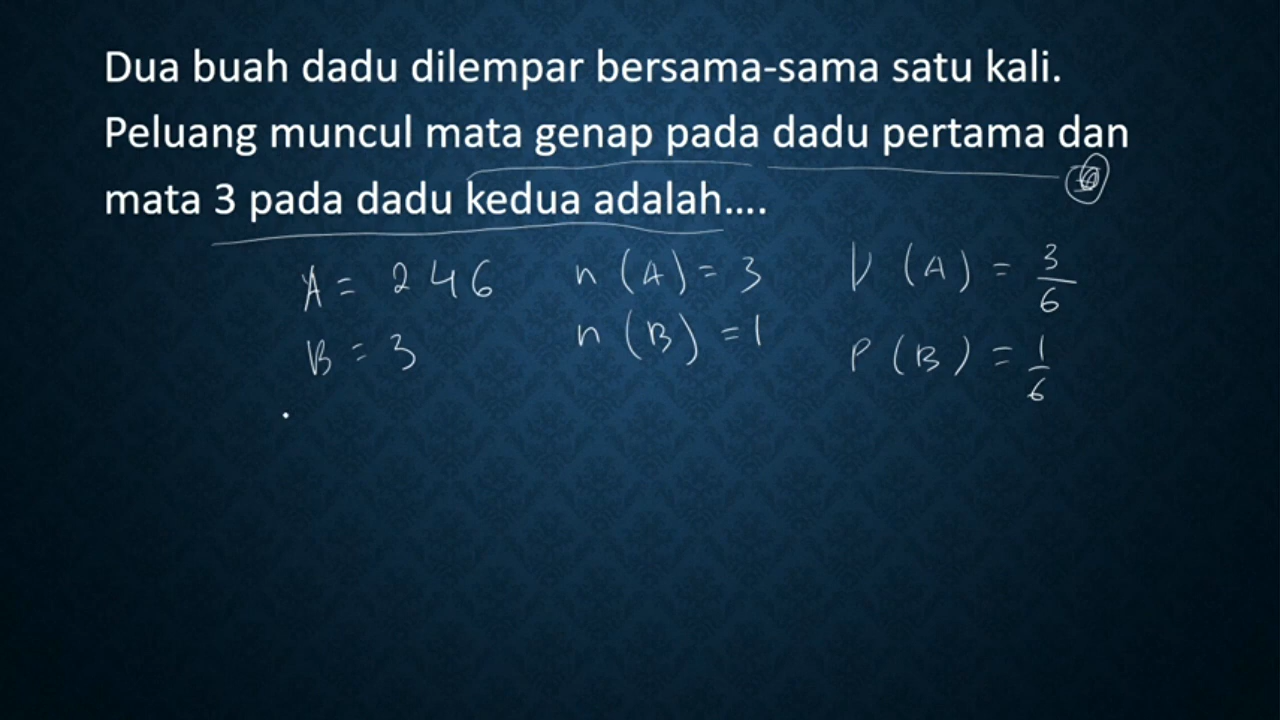 Dua buah dadu dilempar bersama-sama satu kali.
Peluang muncul mata genap pada dadu pertama dan
mata 3 pada dadu kedua adalah....
A = 2 4 6 n (A) = 3 P (A) = 3/6
B = 3 n (B) = 1 P (B) = 1/6